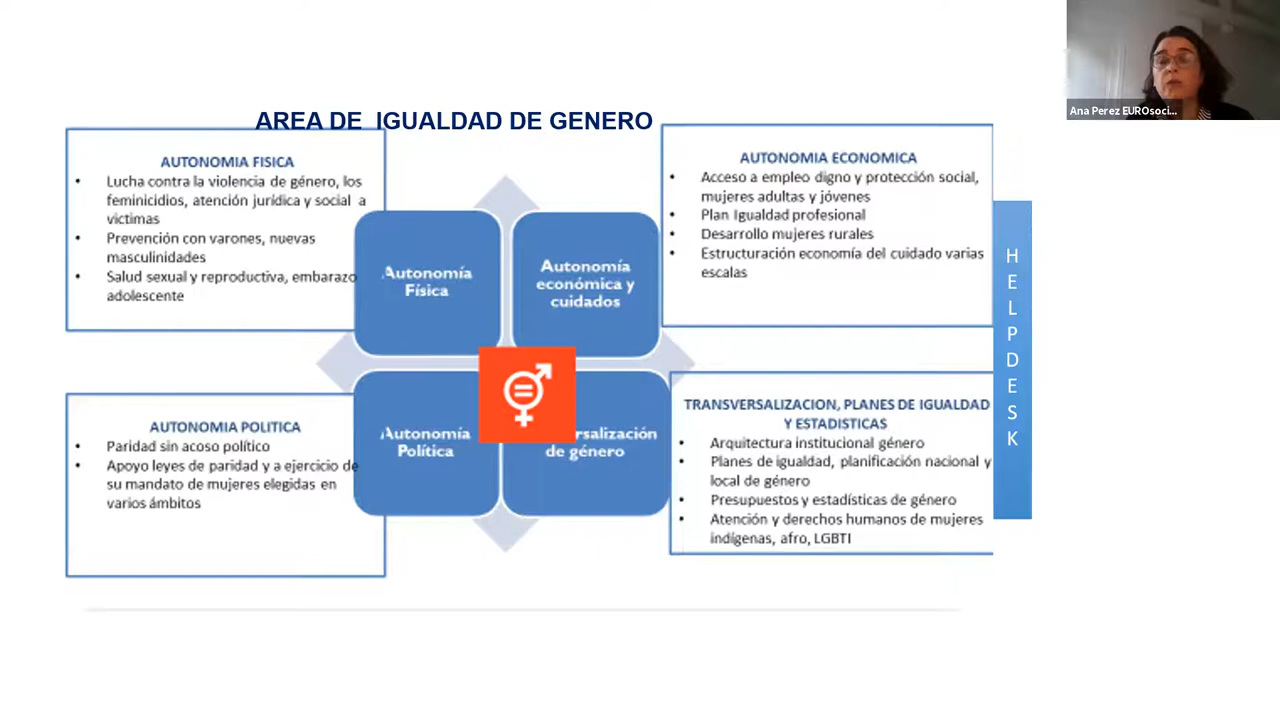 AREA DE IGUALDAD DE GENERO
AUTONOMIA FISICA
• Lucha contra la violencia de género, los
feminicidios, atención jurídica y social a
victimas
• Prevención con varones, nuevas
masculinidades
• Salud sexual y reproductiva, embarazo
adolescente
AUTONOMIA ECONOMICA
• Acceso a empleo digno y protección social,
mujeres adultas y jóvenes
• Plan Igualdad profesional
• Desarrollo mujeres rurales
• Estructuración economía del cuidado varias
escalas
Autonomía
Física
Autonomía
económica y
cuidados
AUTONOMIA POLITICA
• Paridad sin acoso político
• Apoyo leyes de paridad y a ejercicio de
su mandato de mujeres elegidas en
varios ámbitos
Autonomía
Política
rsalización
de género
TRANSVERSALIZACION, PLANES DE IGUALDAD
Y ESTADISTICAS
• Arquitectura institucional género
• Planes de igualdad, planificación nacional y
local de género
• Presupuestos y estadísticas de género
• Atención y derechos humanos de mujeres
indígenas, afro, LGBTI
HELPDESK
Ana Perez EUROsoci...